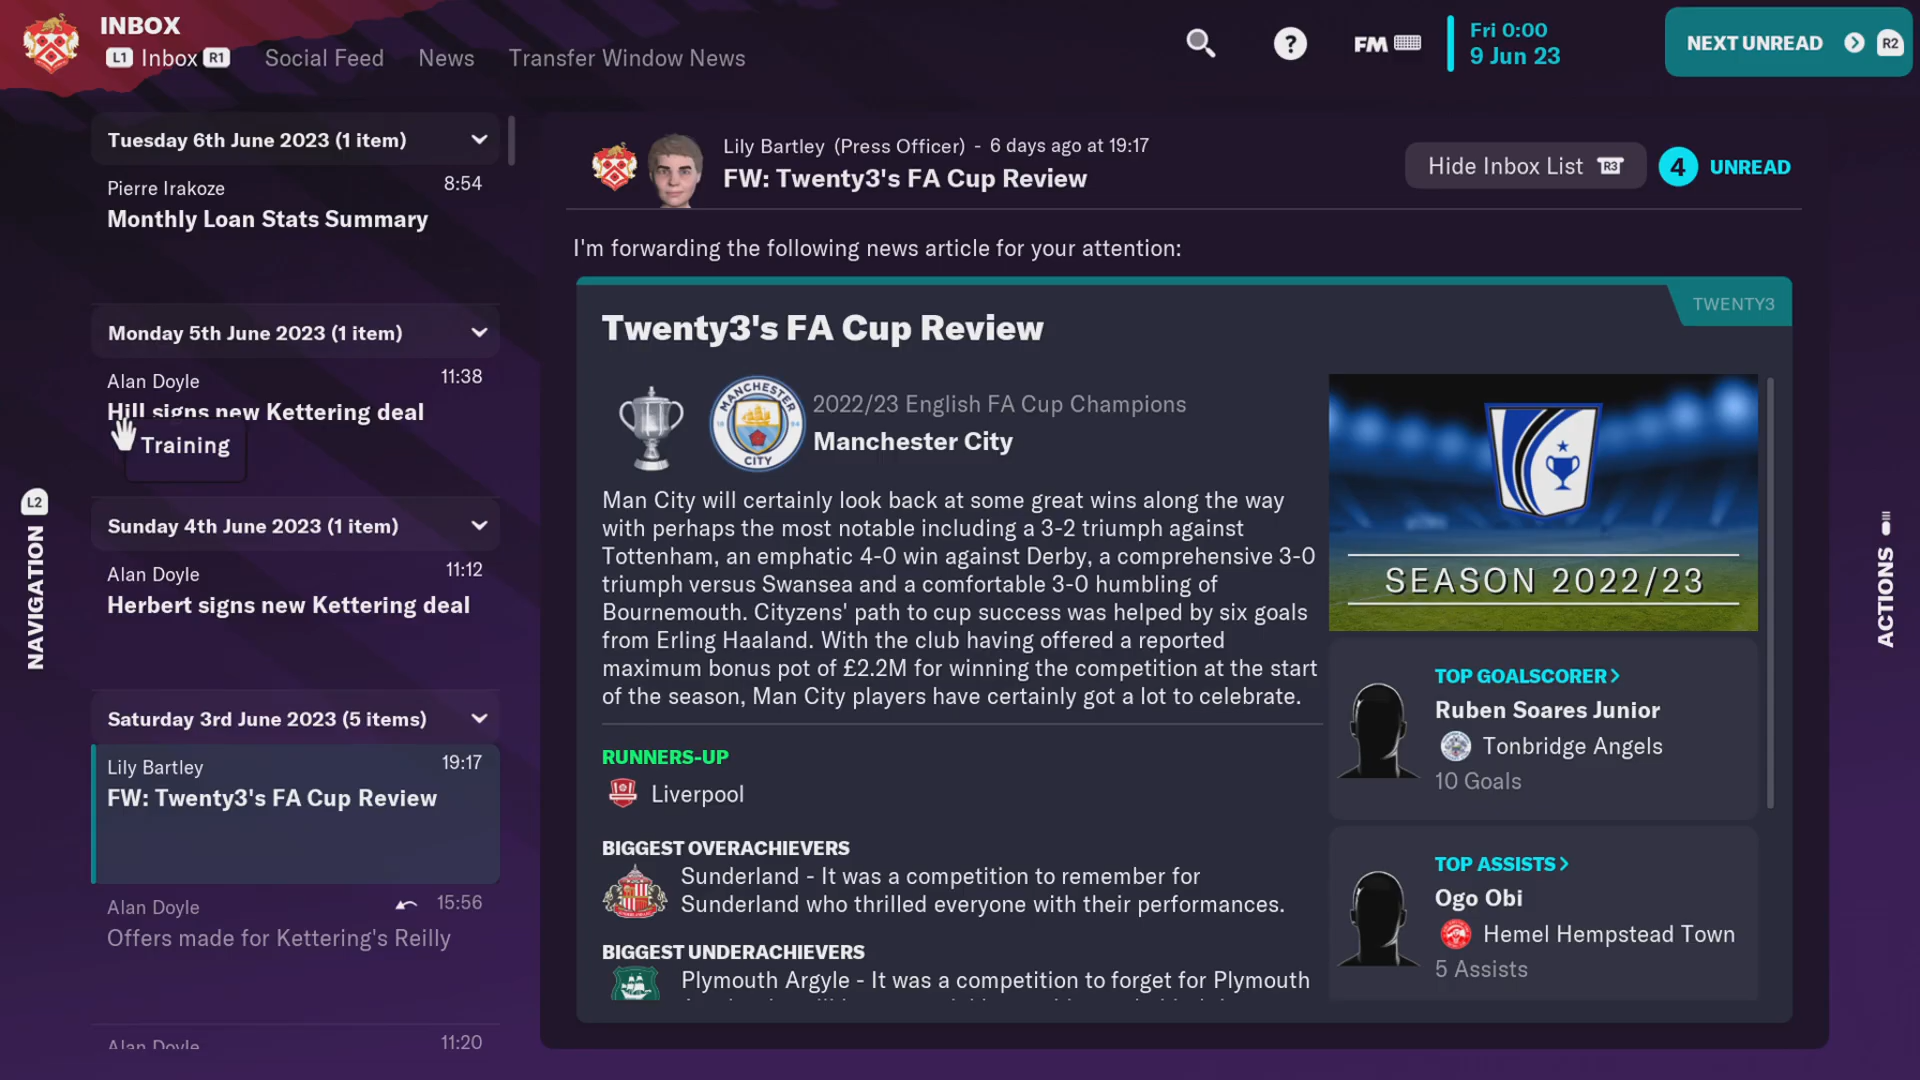 INBOX
L1 Inbox R1 Social Feed News Transfer Window News
FM
Fri 0:00
9 Jun 23
NEXT UNREAD R2
L2
NAVIGATION
Tuesday 6th June 2023 (1 item)
Pierre Irakoze 8:54
Monthly Loan Stats Summary
Monday 5th June 2023 (1 item)
Alan Doyle 11:38
Hill signs new Kettering deal
Training
Sunday 4th June 2023 (1 item)
Alan Doyle 11:12
Herbert signs new Kettering deal
Saturday 3rd June 2023 (5 items)
Lily Bartley 19:17
FW: Twenty3's FA Cup Review
Alan Doyle 15:56
Offers made for Kettering's Reilly
Alan Doyle 11:20
Lily Bartley (Press Officer) - 6 days ago at 19:17
FW: Twenty3's FA Cup Review
Hide Inbox List R3
4 UNREAD
I'm forwarding the following news article for your attention:
TWENTY3
Twenty3's FA Cup Review
MANCHESTER
18 94
CITY
2022/23 English FA Cup Champions
Manchester City
Man City will certainly look back at some great wins along the way
with perhaps the most notable including a 3-2 triumph against
Tottenham, an emphatic 4-0 win against Derby, a comprehensive 3-0
triumph versus Swansea and a comfortable 3-0 humbling of
Bournemouth. Cityzens' path to cup success was helped by six goals
from Erling Haaland. With the club having offered a reported
maximum bonus pot of £2.2M for winning the competition at the start
of the season, Man City players have certainly got a lot to celebrate.
RUNNERS-UP
Liverpool
BIGGEST OVERACHIEVERS
Sunderland - It was a competition to remember for
Sunderland who thrilled everyone with their performances.
BIGGEST UNDERACHIEVERS
Plymouth Argyle - It was a competition to forget for Plymouth
SEASON 2022/23
TOP GOALSCORER
Ruben Soares Junior
Tonbridge Angels
10 Goals
TOP ASSISTS
Ogo Obi
Hemel Hempstead Town
5 Assists
ACTIONS